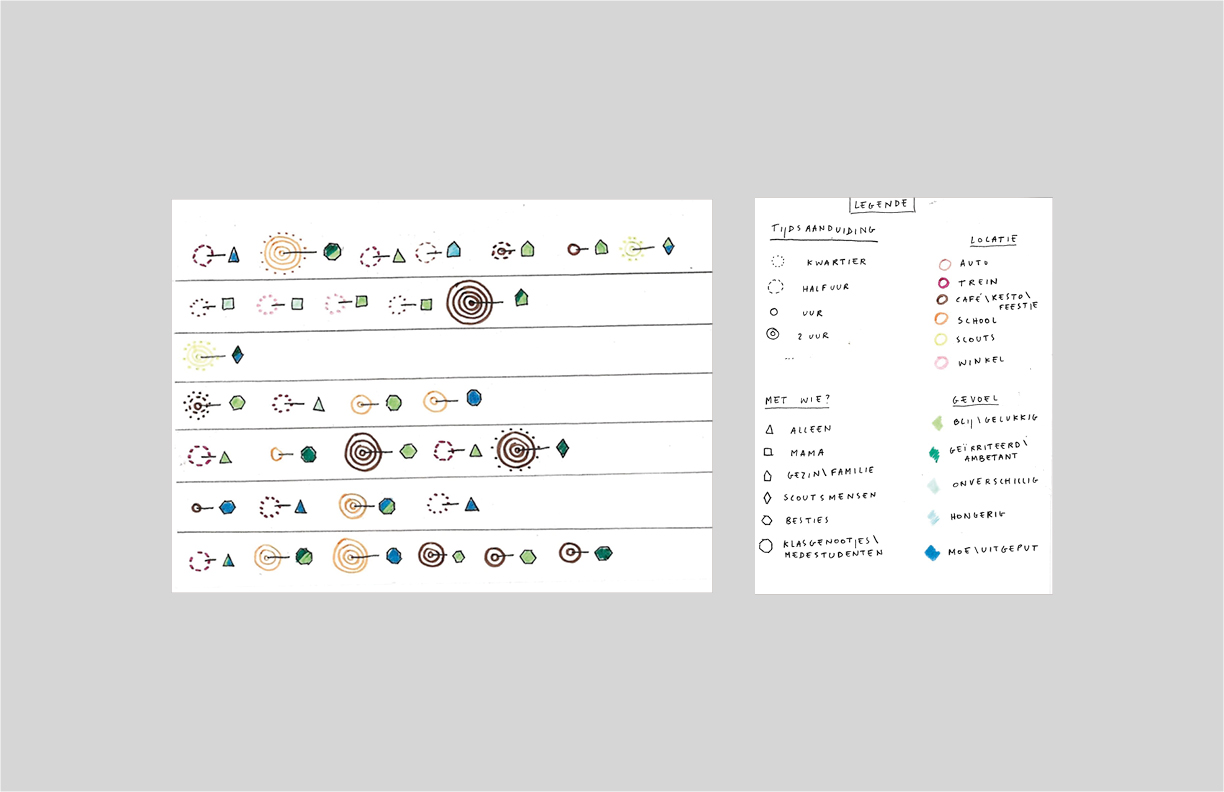 LEGENDE
TIJDSAANDUIDING
KWARTIER
HALFUUR
UUR
2 UUR
...
LOCATIE
AUTO
TREIN
CAFÉ\RESTO\
FEESTJE
SCHOOL
SCOUTS
WINKEL
MET WIE?
ALLEEN
MAMA
GEZIN\FAMILIE
SCOUTSMENSEN
BESTIES
KLASGENOOTJES\
MEDESTUDENTEN
GEVOEL
BLIJ\GELUKKIG
GEÏRRITEERD\
AMBETANT
ONVERSCHILLIG
HONGERIG
MOE\UITGEPUT